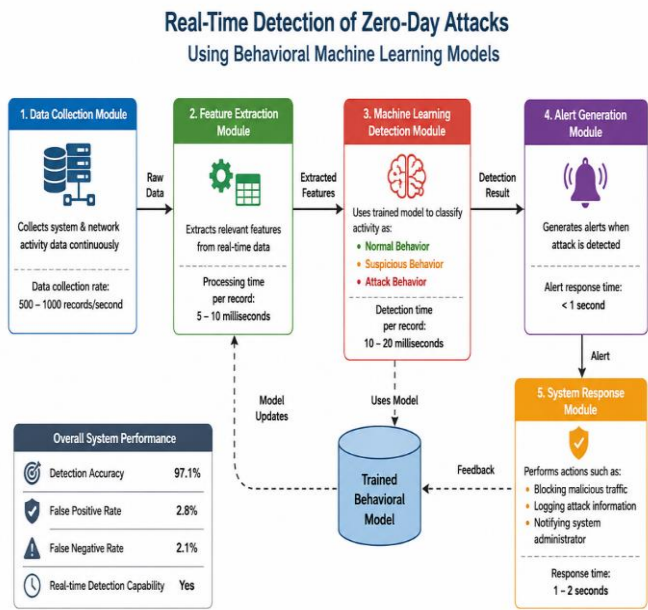 Real-Time Detection of Zero-Day Attacks
Using Behavioral Machine Learning Models
1. Data Collection Module
Collects system & network
activity data continuously
Data collection rate:
500 – 1000 records/second
Raw
Data
2. Feature Extraction
Module
Extracts relevant features
from real-time data
Processing time
per record:
5 – 10 milliseconds
Extracted
Features
3. Machine Learning
Detection Module
Uses trained model to classify
activity as:
• Normal Behavior
• Suspicious Behavior
• Attack Behavior
Detection time
per record:
10 – 20 milliseconds
Detection
Result
4. Alert Generation
Module
Generates alerts when
attack is detected
Alert response time:
< 1 second
Alert
5. System Response
Module
Performs actions such as:
• Blocking malicious traffic
• Logging attack information
• Notifying system
administrator
Response time:
1 – 2 seconds
Feedback
Uses Model
Trained
Behavioral
Model
Model
Updates
Overall System Performance
Detection Accuracy 97.1%
False Positive Rate 2.8%
False Negative Rate 2.1%
Real-time Detection Capability Yes